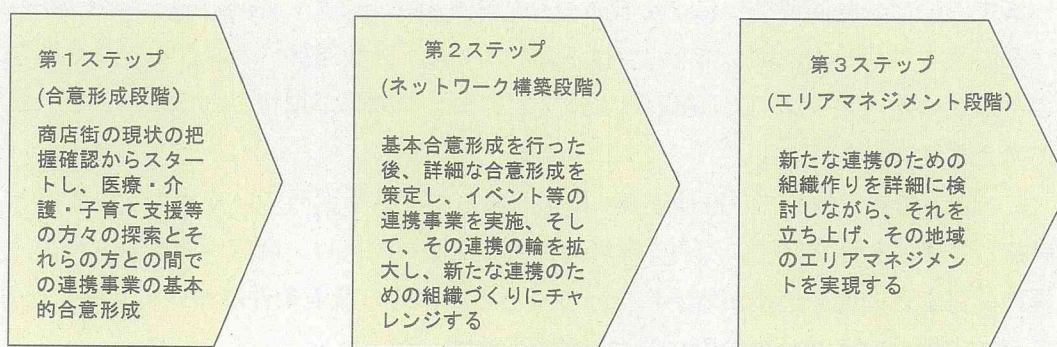 第１ステップ
(合意形成段階）
商店街の現状の把
握確認からスター
トし、医療・介
護・子育て支援等
の方々の探索とそ
れらの方との間で
の連携事業の基本
的合意形成
第２ステップ
(ネットワーク構築段階）
基本合意形成を行った
後、詳細な合意形成を
策定し、イベント等の
連携事業を実施、そし
て、その連携の輪を拡
大し、新たな連携のた
めの組織づくりにチャ
レンジする
第３ステップ
(エリアマネジメント段階）
新たな連携のための
組織作りを詳細に検
討しながら、それを
立ち上げ、その地域
のエリアマネジメン
トを実現する